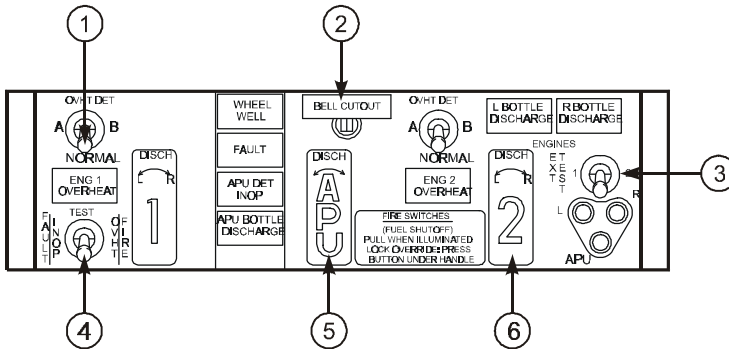 1
2
OVHT DET
A B
NORMAL
ENG 1
OVERHEAT
TEST
FAULT
INOP
OVHT
FIRE
DISCH
R
1
WHEEL
WELL
FAULT
APU DET
INOP
APU BOTTLE
DISCHARGE
BELL CUTOUT
DISCH
APU
OVHT DET
A B
NORMAL
ENG 2
OVERHEAT
FIRE SWITCHES
(FUEL SHUTOFF)
PULL WHEN ILLUMINATED
LOCK OVERRIDE: PRESS
BUTTON UNDER HANDLE
DISCH
R
2
L BOTTLE
DISCHARGE
R BOTTLE
DISCHARGE
ENGINES
EXT
TEST
1
R
L
APU
3
4
5
6